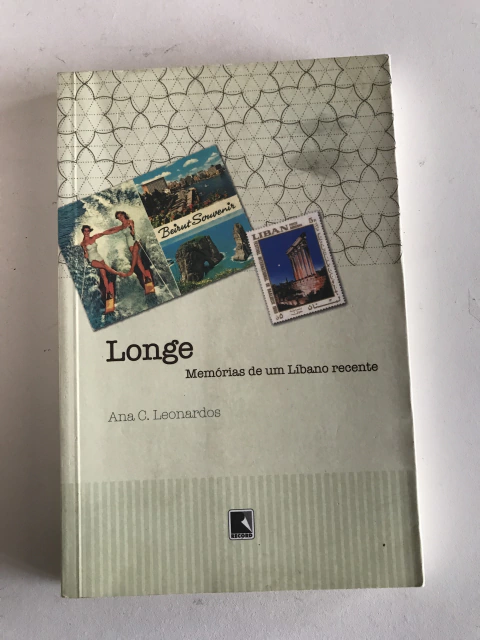 Beirut Souvenir
LIBAN
Longe
Memórias de um Líbano recente
Ana C. Leonardos
RECORD